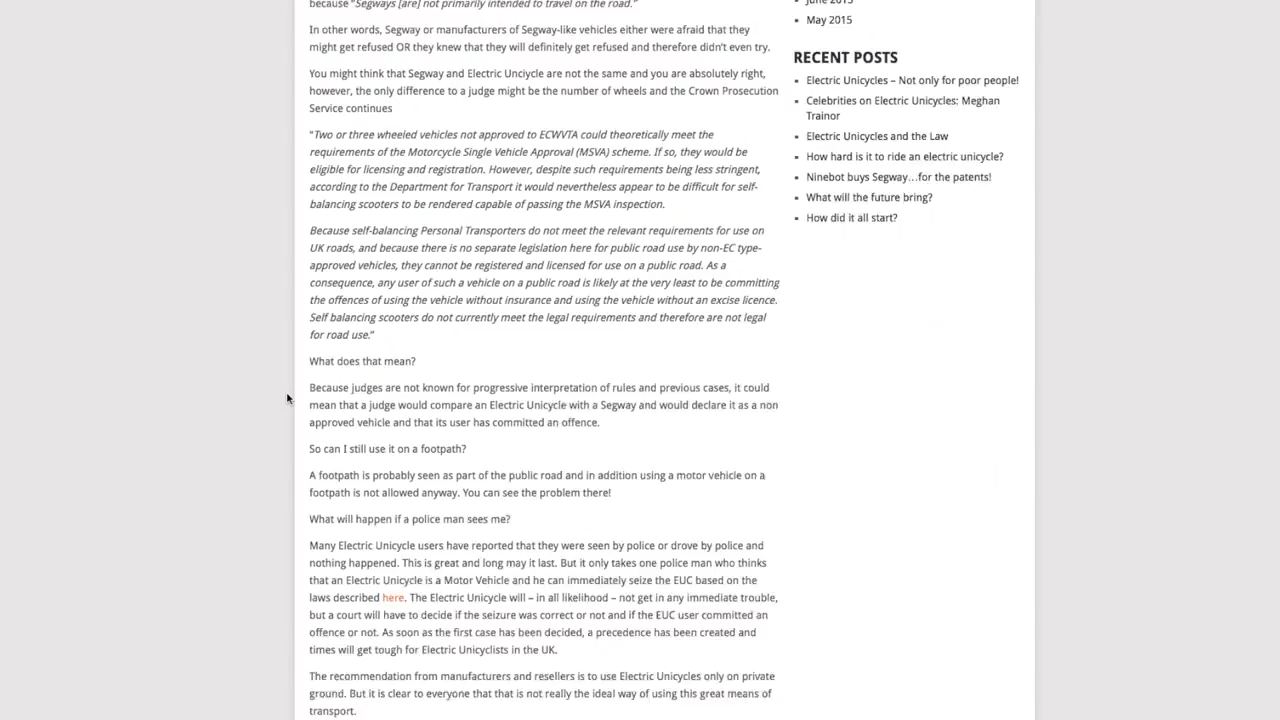 because "Segways [are] not primarily intended to travel on the road."
In other words, Segway or manufacturers of Segway-like vehicles either were afraid that they
might get refused OR they knew that they will definitely get refused and therefore didn't even try.
You might think that Segway and Electric Unciycle are not the same and you are absolutely right,
however, the only difference to a judge might be the number of wheels and the Crown Prosecution
Service continues
"Two or three wheeled vehicles not approved to ECWVTA could theoretically meet the
requirements of the Motorcycle Single Vehicle Approval (MSVA) scheme. If so, they would be
eligible for licensing and registration. However, despite such requirements being less stringent,
according to the Department for Transport it would nevertheless appear to be difficult for self-
balancing scooters to be rendered capable of passing the MSVA inspection.
Because self-balancing Personal Transporters do not meet the relevant requirements for use on
UK roads, and because there is no separate legislation here for public road use by non-EC type-
approved vehicles, they cannot be registered and licensed for use on a public road. As a
consequence, any user of such a vehicle on a public road is likely at the very least to be committing
the offences of using the vehicle without insurance and using the vehicle without an excise licence.
Self balancing scooters do not currently meet the legal requirements and therefore are not legal
for road use."
What does that mean?
Because judges are not known for progressive interpretation of rules and previous cases, it could
mean that a judge would compare an Electric Unicycle with a Segway and would declare it as a non
approved vehicle and that its user has committed an offence.
So can I still use it on a footpath?
A footpath is probably seen as part of the public road and in addition using a motor vehicle on a
footpath is not allowed anyway. You can see the problem there!
What will happen if a police man sees me?
Many Electric Unicycle users have reported that they were seen by police or drove by police and
nothing happened. This is great and long may it last. But it only takes one police man who thinks
that an Electric Unicycle is a Motor Vehicle and he can immediately seize the EUC based on the
laws described here. The Electric Unicycle will – in all likelihood – not get in any immediate trouble,
but a court will have to decide if the seizure was correct or not and if the EUC user committed an
offence or not. As soon as the first case has been decided, a precedence has been created and
times will get tough for Electric Unicyclists in the UK.
The recommendation from manufacturers and resellers is to use Electric Unicycles only on private
ground. But it is clear to everyone that that is not really the ideal way of using this great means of
transport.
June 2015
May 2015
RECENT POSTS
Electric Unicycles – Not only for poor people!
Celebrities on Electric Unicycles: Meghan
Trainor
Electric Unicycles and the Law
How hard is it to ride an electric unicycle?
Ninebot buys Segway…for the patents!
What will the future bring?
How did it all start?